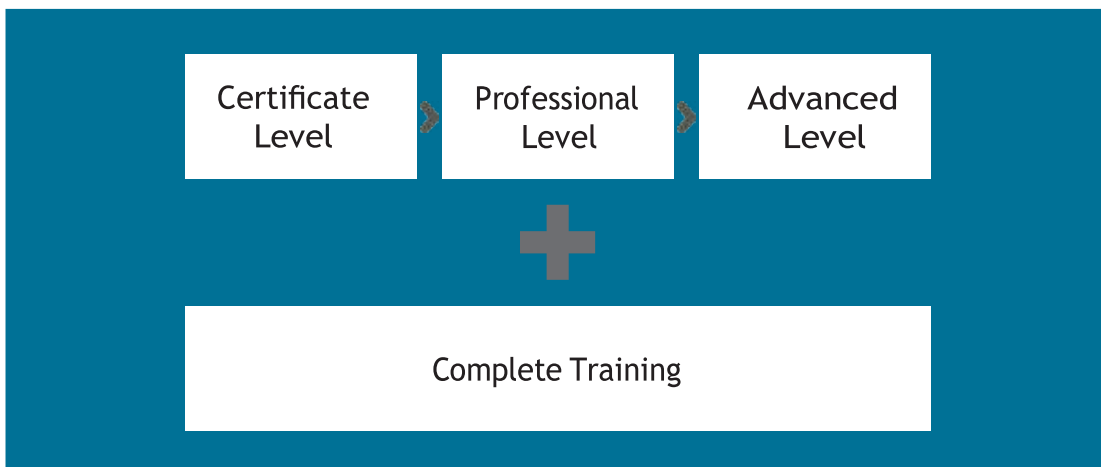 Certificate
Level
Professional
Level
Advanced
Level
Complete Training